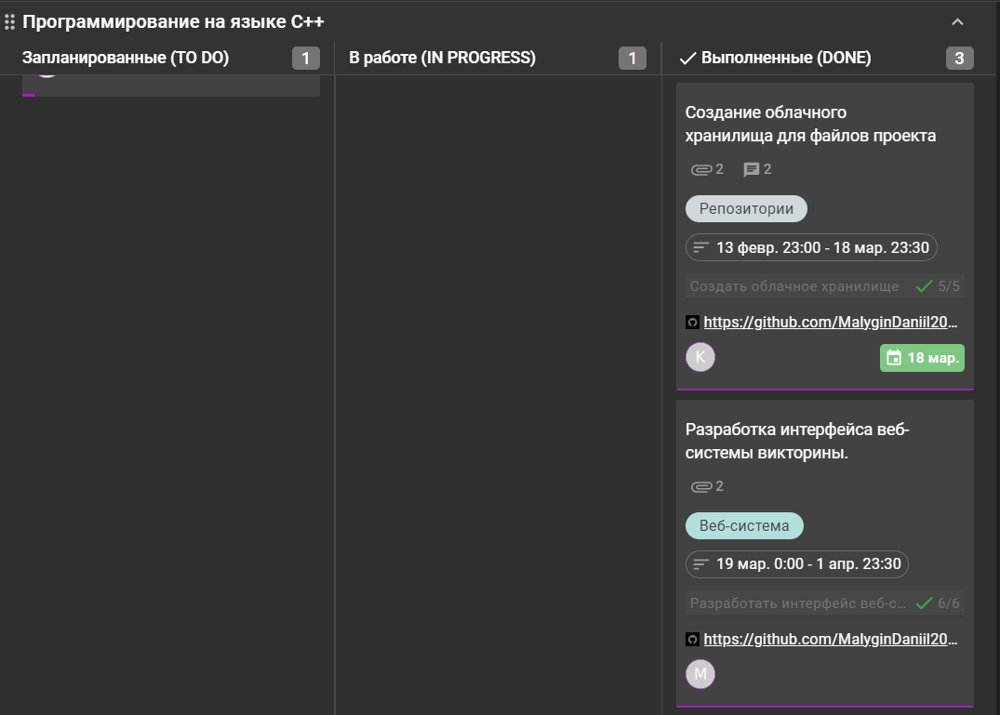 Программирование на языке C++
Запланированные (TO DO) 1
В работе (IN PROGRESS) 1
Выполненные (DONE) 3
Создание облачного
хранилища для файлов проекта
2 2
Репозитории
13 февр. 23:00 - 18 мар. 23:30
Создать облачное хранилище 5/5
https://github.com/MalyginDaniil20...
K 18 мар.
Разработка интерфейса веб-
системы викторины.
2
Веб-система
19 мар. 0:00 - 1 апр. 23:30
Разработать интерфейс веб-с... 6/6
https://github.com/MalyginDaniil20...
M